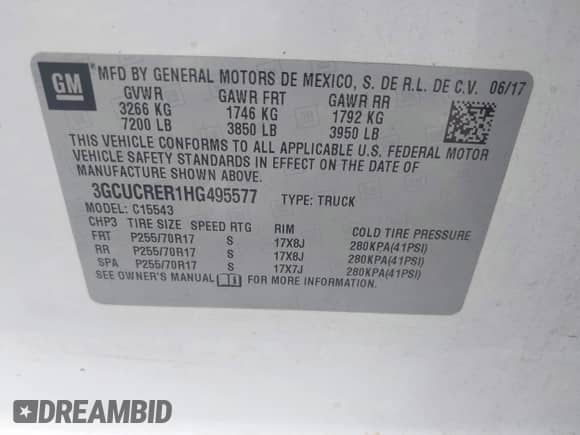 GM MFD BY GENERAL MOTORS DE MEXICO, S. DE R.L. DE C.V. 06/17
GVWR GAWR FRT GAWR RR
3266 KG 1746 KG 1792 KG
7200 LB 3850 LB 3950 LB
THIS VEHICLE CONFORMS TO ALL APPLICABLE U.S. FEDERAL MOTOR
VEHICLE SAFETY STANDARDS IN EFFECT ON THE DATE OF
MANUFACTURE SHOWN ABOVE.
3GCUCRER1HG495577 TYPE: TRUCK
MODEL: C15543
CHP3 TIRE SIZE SPEED RTG RIM COLD TIRE PRESSURE
FRT P255/70R17 S 17X8J 280KPA(41PSI)
RR P255/70R17 S 17X8J 280KPA(41PSI)
SPA P255/70R17 S 17X7J 280KPA(41PSI)
SEE OWNER'S MANUAL FOR MORE INFORMATION.
DREAMBID